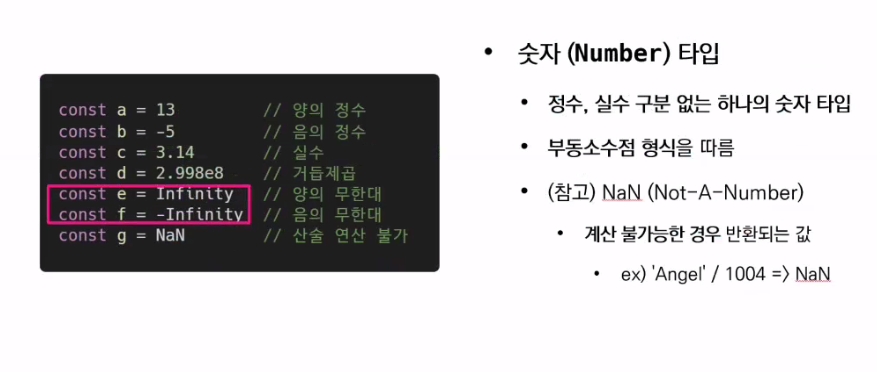 const a = 13 // 양의 정수
const b = -5 // 음의 정수
const c = 3.14 // 실수
const d = 2.998e8 // 거듭제곱
const e = Infinity // 양의 무한대
const f = -Infinity // 음의 무한대
const g = NaN // 산술 연산 불가
• 숫자 (Number) 타입
• 정수, 실수 구분 없는 하나의 숫자 타입
• 부동소수점 형식을 따름
• (참고) NaN (Not-A-Number)
• 계산 불가능한 경우 반환되는 값
• ex) 'Angel' / 1004 => NaN